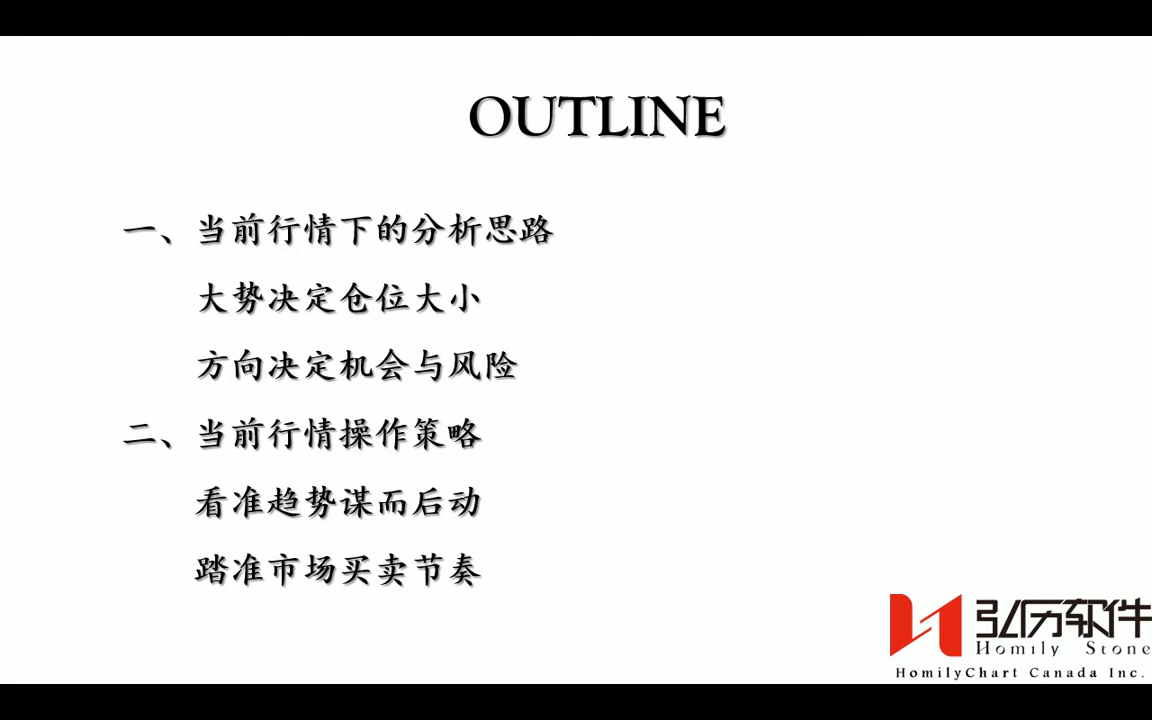 OUTLINE
一、当前行情下的分析思路
大势决定仓位大小
方向决定机会与风险
二、当前行情操作策略
看准趋势谋而后动
踏准市场买卖节奏
弘历软件
Homily Stone
HomilyChart Canada Inc.